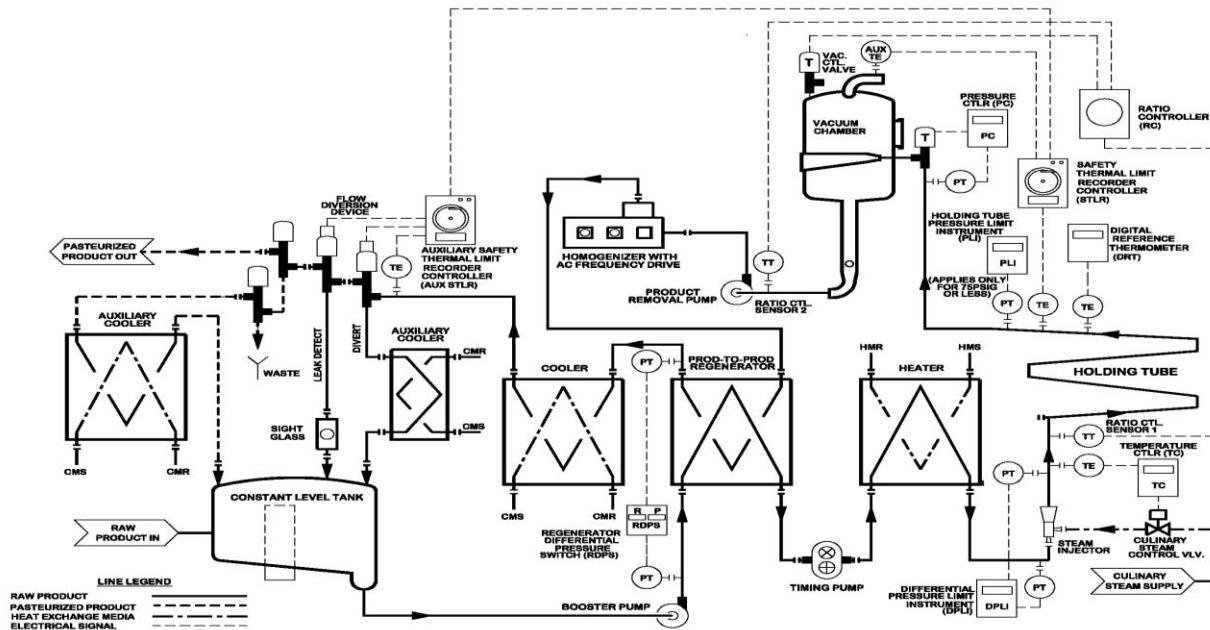 T
VAC.
CTL.
VALVE
AUX
TE
VACUUM
CHAMBER
PRESSURE
CTLR (PC)
PC
T
PT
RATIO
CONTROLLER
(RC)
SAFETY
THERMAL LIMIT
RECORDER
CONTROLLER
(STLR)
HOLDING TUBE
PRESSURE LIMIT
INSTRUMENT
(PLI)
PLI
(APPLIES ONLY
FOR 75PSIG
OR LESS)
PT
TE
TE
DIGITAL
REFERENCE
THERMOMETER
(DRT)
FLOW
DIVERSION
DEVICE
PASTEURIZED
PRODUCT OUT
AUXILIARY SAFETY
THERMAL LIMIT
RECORDER
CONTROLLER
(AUX STLR)
TE
HOMOGENIZER WITH
AC FREQUENCY DRIVE
TT
PRODUCT
REMOVAL PUMP
RATIO CTL.
SENSOR 2
AUXILIARY
COOLER
WASTE
LEAK DETECT
DIVERT
AUXILIARY
COOLER
CMR
CMS
SIGHT
GLASS
CMS
CMR
COOLER
CMS
CMR
PT
PROD-TO-PROD
REGENERATOR
HMR
HMS
HEATER
HOLDING TUBE
RATIO CTL.
SENSOR 1
TT
TEMPERATURE
CTLR (TC)
TE
TC
PT
CONSTANT LEVEL TANK
RAW
PRODUCT IN
R P
RDPS
REGENERATOR
DIFFERENTIAL
PRESSURE
SWITCH (RDPS)
PT
TIMING PUMP
STEAM
INJECTOR
CULINARY
STEAM
CONTROL VLV.
DIFFERENTIAL
PRESSURE LIMIT
INSTRUMENT
(DPLI)
DPLI
PT
CULINARY
STEAM SUPPLY
BOOSTER PUMP
LINE LEGEND
RAW PRODUCT
PASTEURIZED PRODUCT
HEAT EXCHANGE MEDIA
ELECTRICAL SIGNAL